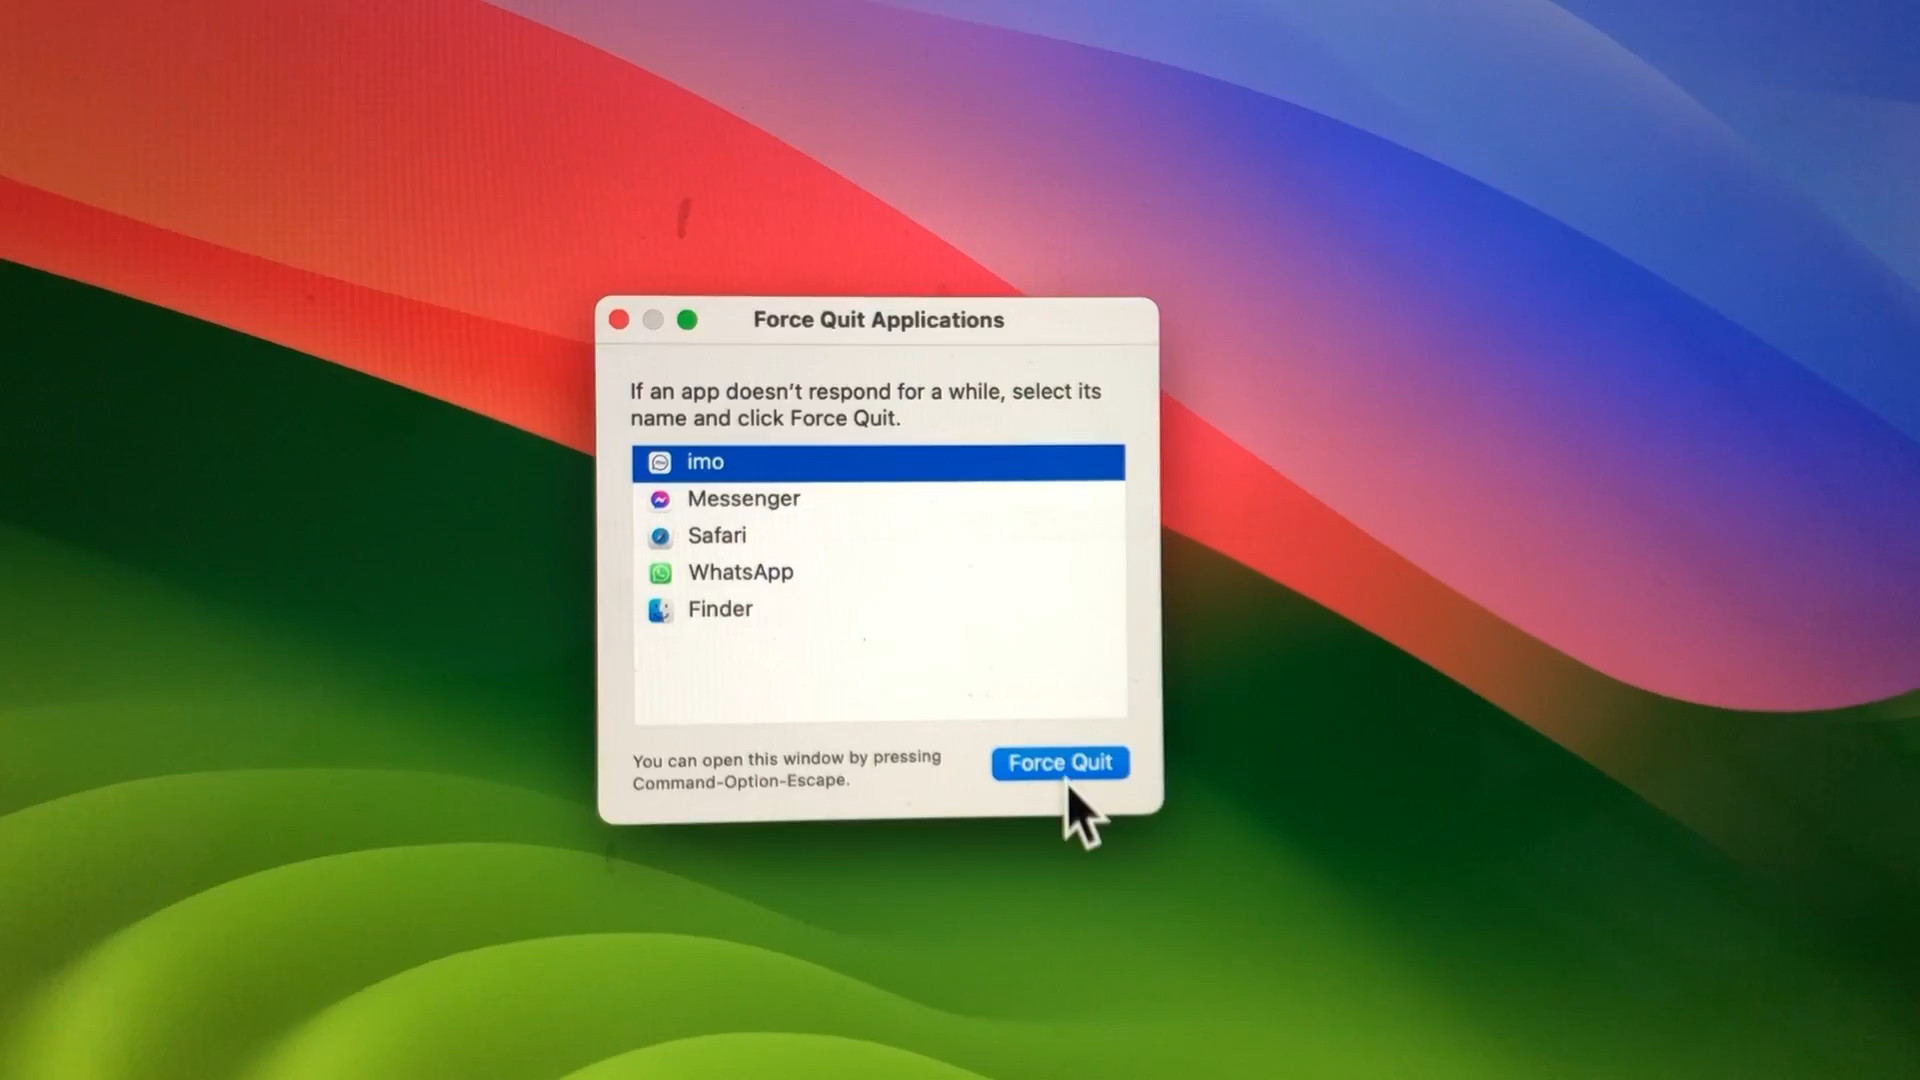 Force Quit Applications
If an app doesn't respond for a while, select its
name and click Force Quit.
imo
Messenger
Safari
WhatsApp
Finder
You can open this window by pressing
Command-Option-Escape.
Force Quit